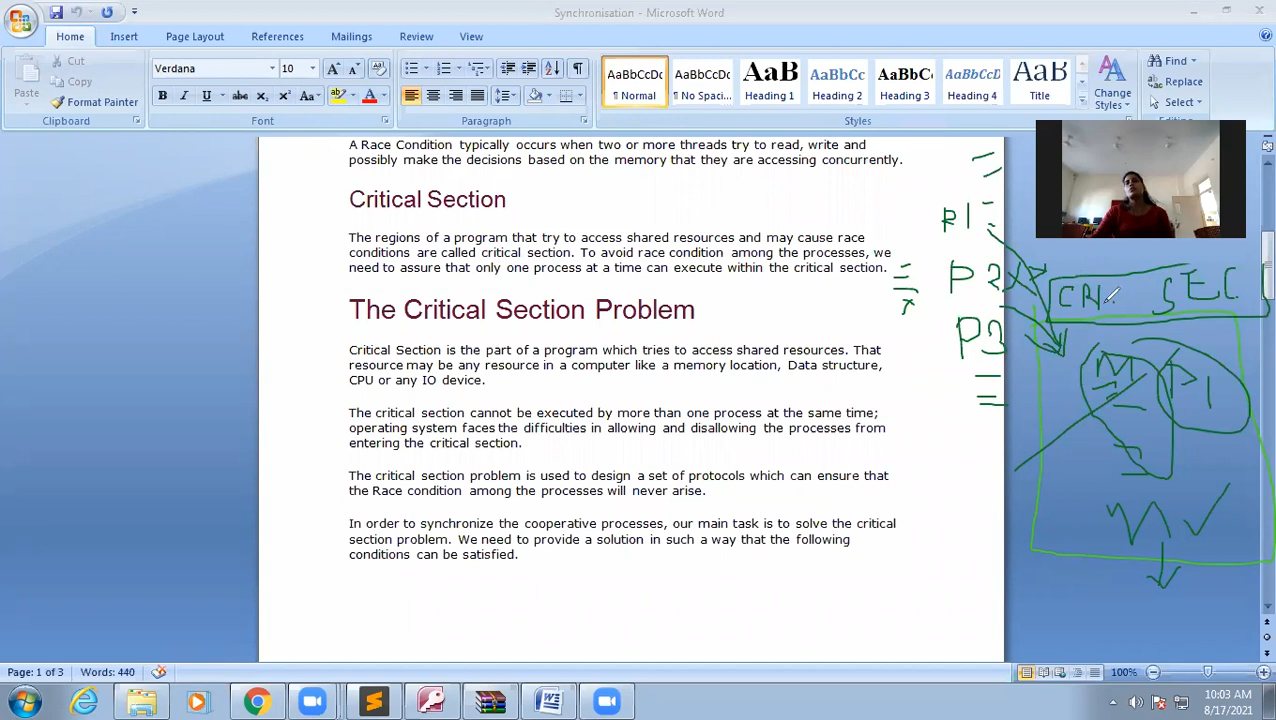 Synchronisation - Microsoft Word
Home Insert Page Layout References Mailings Review View
Paste
Cut
Copy
Format Painter
Clipboard
Verdana 10
Font
Paragraph
AaBbCcDc AaBbCcDc AaB AaBbCc AaBbCc AaBbCcD AaB
¶ Normal ¶ No Spaci... Heading 1 Heading 2 Heading 3 Heading 4 Title
Styles
Change Styles
Find
Replace
Select
Editing
A Race Condition typically occurs when two or more threads try to read, write and
possibly make the decisions based on the memory that they are accessing concurrently.
Critical Section
The regions of a program that try to access shared resources and may cause race
conditions are called critical section. To avoid race condition among the processes, we
need to assure that only one process at a time can execute within the critical section.
The Critical Section Problem
Critical Section is the part of a program which tries to access shared resources. That
resource may be any resource in a computer like a memory location, Data structure,
CPU or any IO device.
The critical section cannot be executed by more than one process at the same time;
operating system faces the difficulties in allowing and disallowing the processes from
entering the critical section.
The critical section problem is used to design a set of protocols which can ensure that
the Race condition among the processes will never arise.
In order to synchronize the cooperative processes, our main task is to solve the critical
section problem. We need to provide a solution in such a way that the following
conditions can be satisfied.
P1
P2
P3
SEC
P1
Page: 1 of 3 Words: 440
100%
10:03 AM
8/17/2021